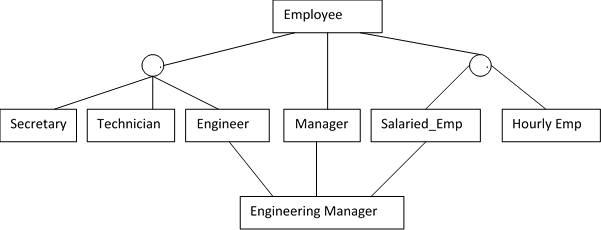 Employee
Secretary
Technician
Engineer
Manager
Salaried_Emp
Hourly Emp
Engineering Manager